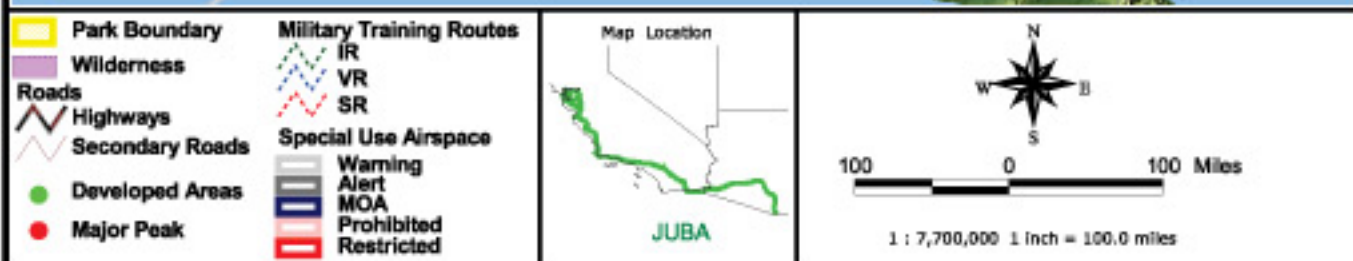 Park Boundary
Wilderness
Roads
Highways
Secondary Roads
Developed Areas
Major Peak
Military Training Routes
IR
VR
SR
Special Use Airspace
Warning
Alert
MOA
Prohibited
Restricted
Map Location
JUBA
N
W E
S
100 0 100 Miles
1 : 7,700,000 1 inch = 100.0 miles